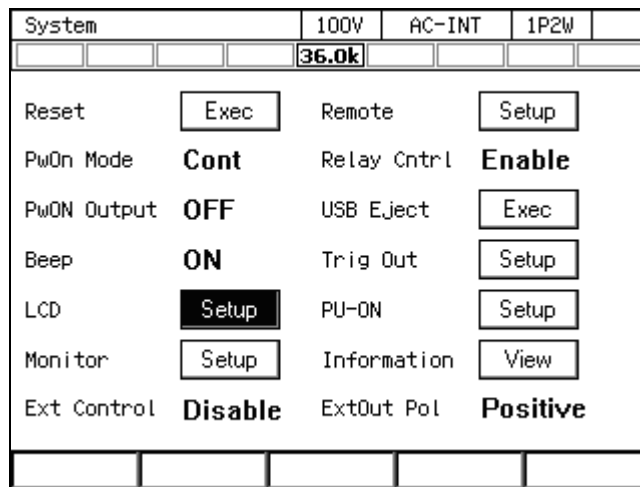 System 100V AC-INT 1P2W
36.0k
Reset Exec Remote Setup
PwOn Mode Cont Relay Cntrl Enable
PwON Output OFF USB Eject Exec
Beep ON Trig Out Setup
LCD Setup PU-ON Setup
Monitor Setup Information View
Ext Control Disable ExtOut Pol Positive